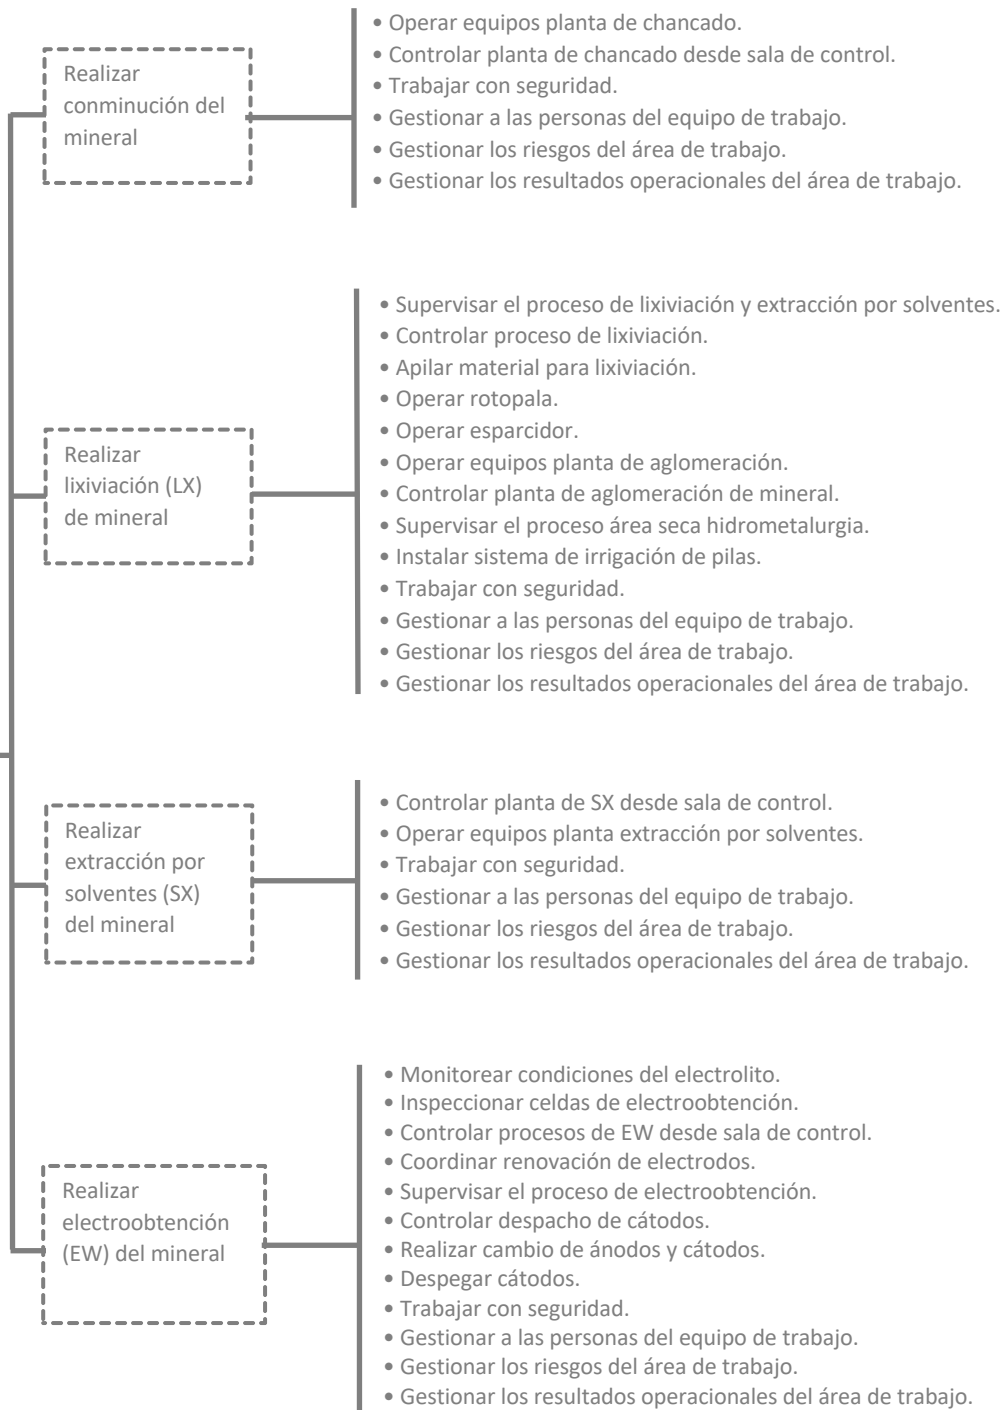 Realizar
conminución del
mineral
• Operar equipos planta de chancado.
• Controlar planta de chancado desde sala de control.
• Trabajar con seguridad.
• Gestionar a las personas del equipo de trabajo.
• Gestionar los riesgos del área de trabajo.
• Gestionar los resultados operacionales del área de trabajo.
Realizar
lixiviación (LX)
de mineral
• Supervisar el proceso de lixiviación y extracción por solventes.
• Controlar proceso de lixiviación.
• Apilar material para lixiviación.
• Operar rotopala.
• Operar esparcidor.
• Operar equipos planta de aglomeración.
• Controlar planta de aglomeración de mineral.
• Supervisar el proceso área seca hidrometalurgia.
• Instalar sistema de irrigación de pilas.
• Trabajar con seguridad.
• Gestionar a las personas del equipo de trabajo.
• Gestionar los riesgos del área de trabajo.
• Gestionar los resultados operacionales del área de trabajo.
Realizar
extracción por
solventes (SX)
del mineral
• Controlar planta de SX desde sala de control.
• Operar equipos planta extracción por solventes.
• Trabajar con seguridad.
• Gestionar a las personas del equipo de trabajo.
• Gestionar los riesgos del área de trabajo.
• Gestionar los resultados operacionales del área de trabajo.
Realizar
electroobtención
(EW) del mineral
• Monitorear condiciones del electrolito.
• Inspeccionar celdas de electroobtención.
• Controlar procesos de EW desde sala de control.
• Coordinar renovación de electrodos.
• Supervisar el proceso de electroobtención.
• Controlar despacho de cátodos.
• Realizar cambio de ánodos y cátodos.
• Despegar cátodos.
• Trabajar con seguridad.
• Gestionar a las personas del equipo de trabajo.
• Gestionar los riesgos del área de trabajo.
• Gestionar los resultados operacionales del área de trabajo.